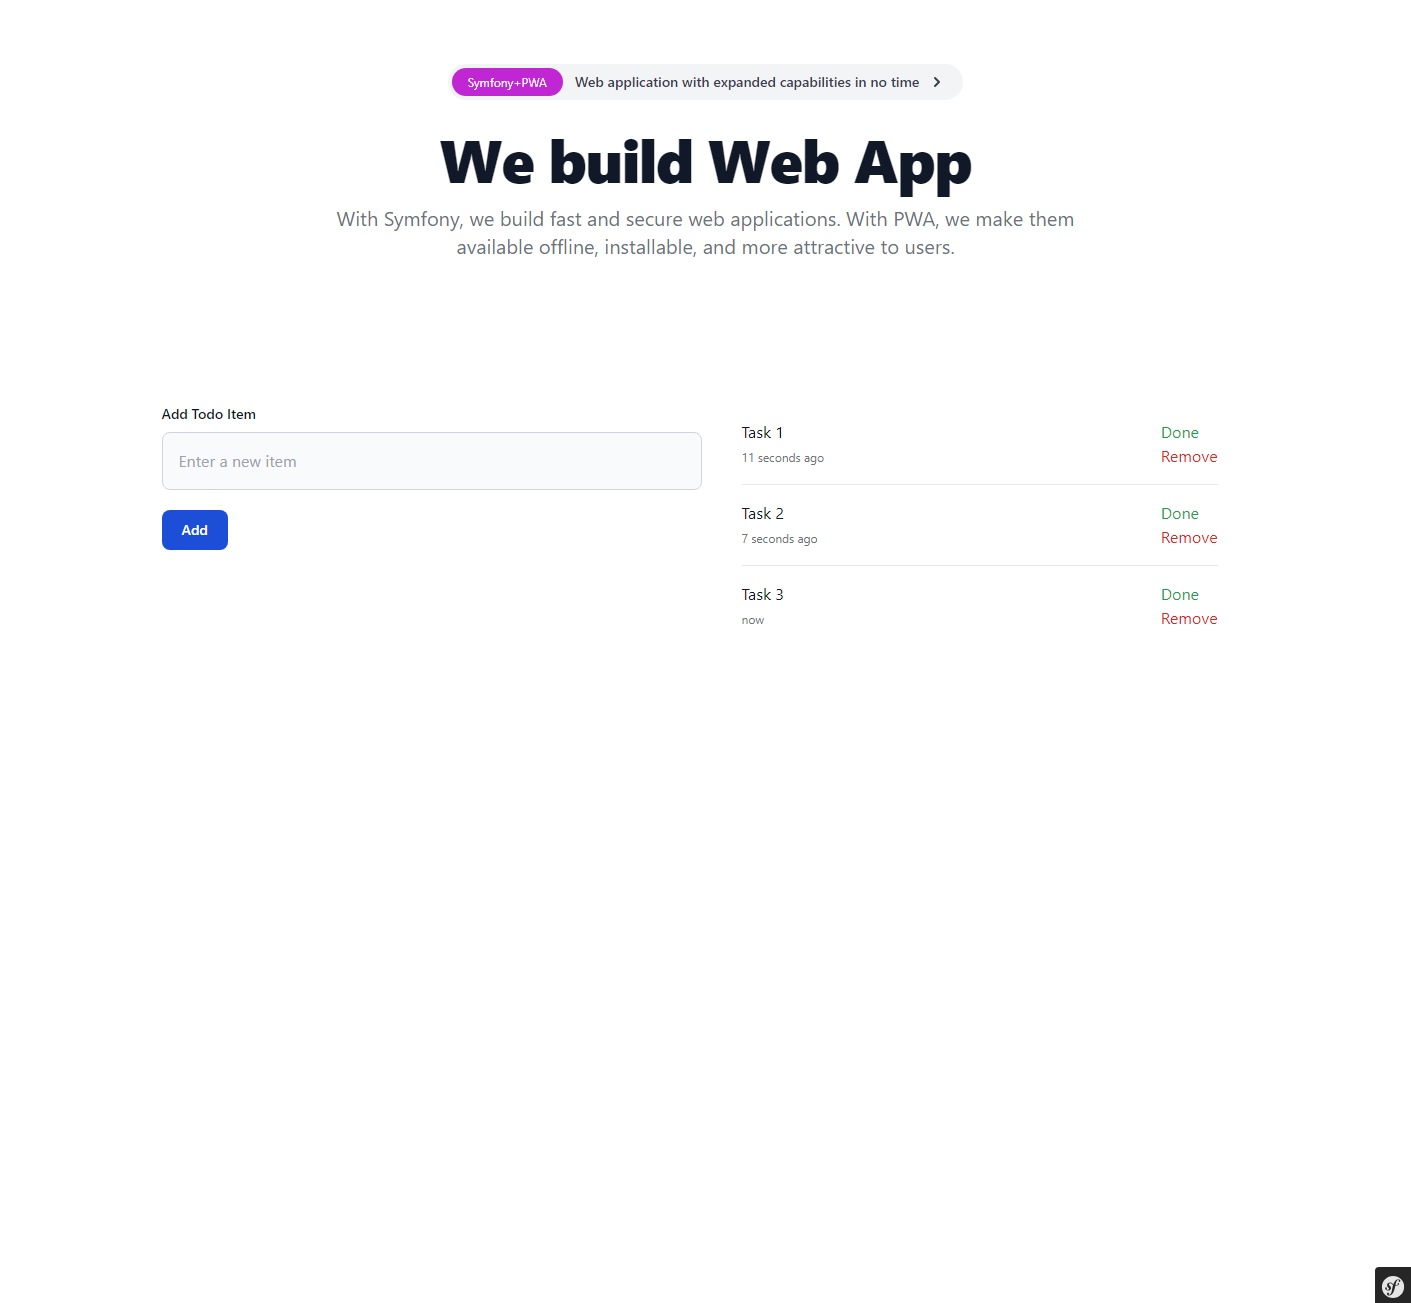 Symfony+PWA Web application with expanded capabilities in no time
We build Web App
With Symfony, we build fast and secure web applications. With PWA, we make them
available offline, installable, and more attractive to users.
Add Todo Item
Enter a new item
Add
Task 1 Done
11 seconds ago Remove
Task 2 Done
7 seconds ago Remove
Task 3 Done
now Remove
sf